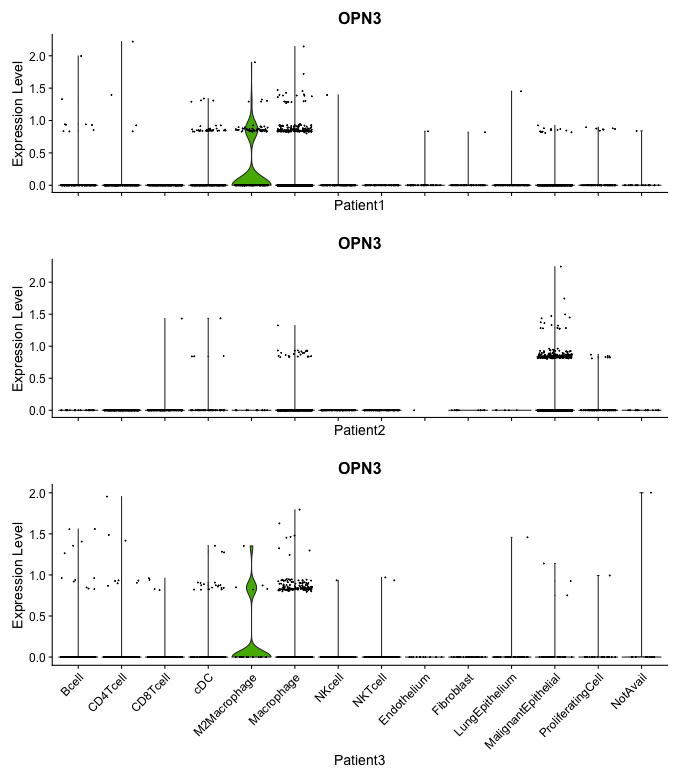 OPN3
Expression Level
2.0
1.5
1.0
0.5
0.0
Patient1
OPN3
Expression Level
2.0
1.5
1.0
0.5
0.0
Patient2
OPN3
Expression Level
2.0
1.5
1.0
0.5
0.0
Bcell
CD4Tcell
CD8Tcell
cDC
M2Macrophage
Macrophage
NKcell
NKTcell
Endothelium
Fibroblast
LungEpithelium
MalignantEpithelial
ProliferatingCell
NotAvail
Patient3